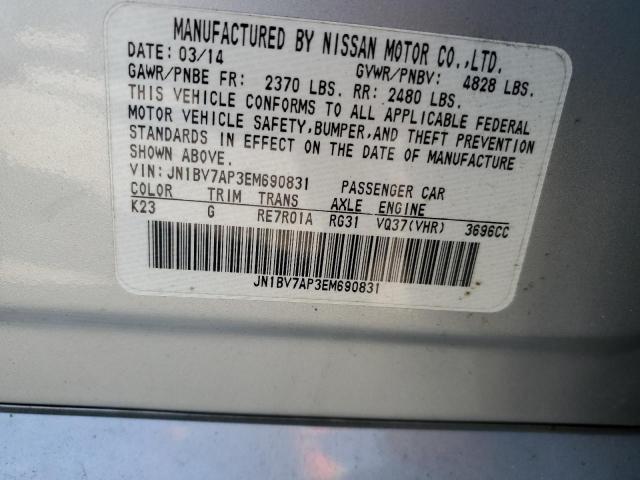 MANUFACTURED BY NISSAN MOTOR CO.,LTD.
DATE: 03/14 GVWR/PNBV: 4828 LBS.
GAWR/PNBE FR: 2370 LBS. RR: 2480 LBS.
THIS VEHICLE CONFORMS TO ALL APPLICABLE FEDERAL
MOTOR VEHICLE SAFETY,BUMPER,AND THEFT PREVENTION
STANDARDS IN EFFECT ON THE DATE OF MANUFACTURE
SHOWN ABOVE.
VIN: JN1BV7AP3EM690831 PASSENGER CAR
COLOR TRIM TRANS AXLE ENGINE
K23 G RE7R01A RG31 VQ37(VHR) 3696CC
JN1BV7AP3EM690831